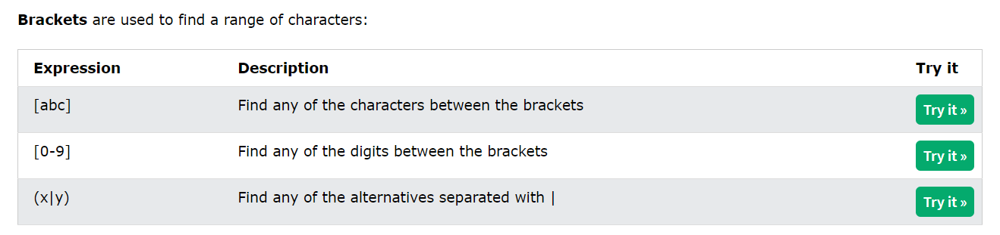 Brackets are used to find a range of characters:
Expression Description Try it
[abc] Find any of the characters between the brackets Try it »
[0-9] Find any of the digits between the brackets Try it »
(x|y) Find any of the alternatives separated with | Try it »